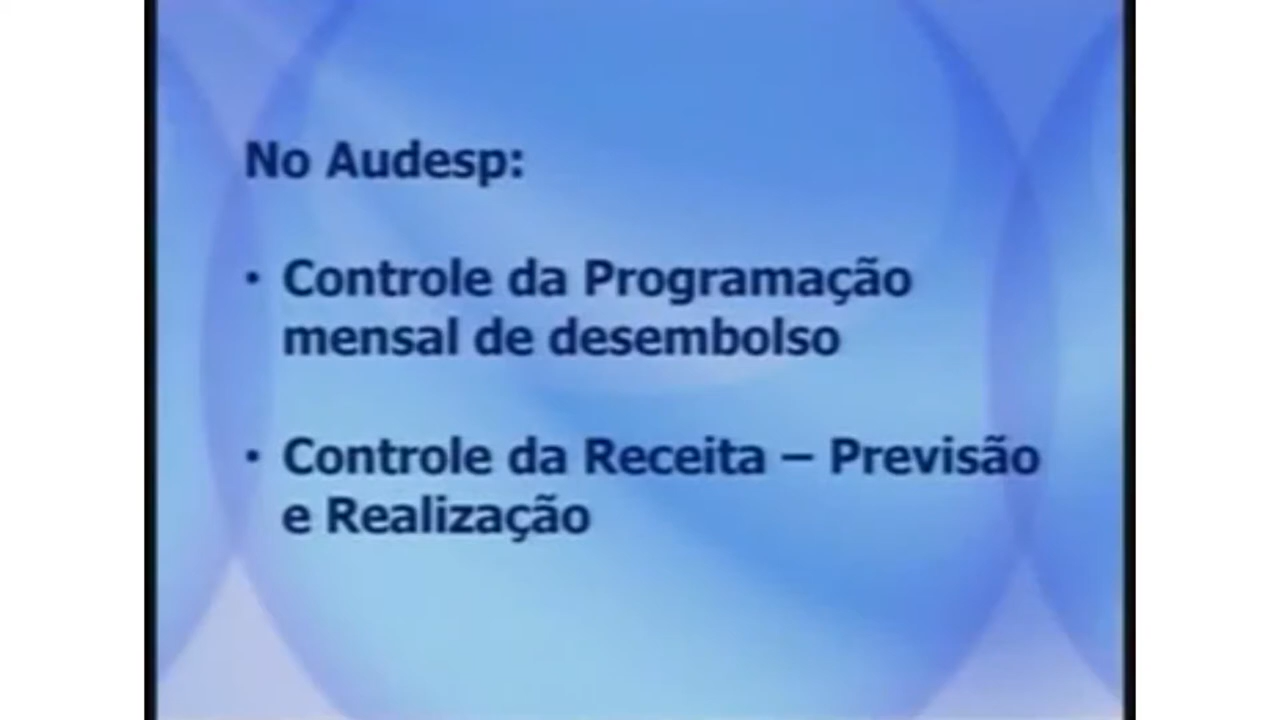 No Audesp:
• Controle da Programação
mensal de desembolso
• Controle da Receita – Previsão
e Realização